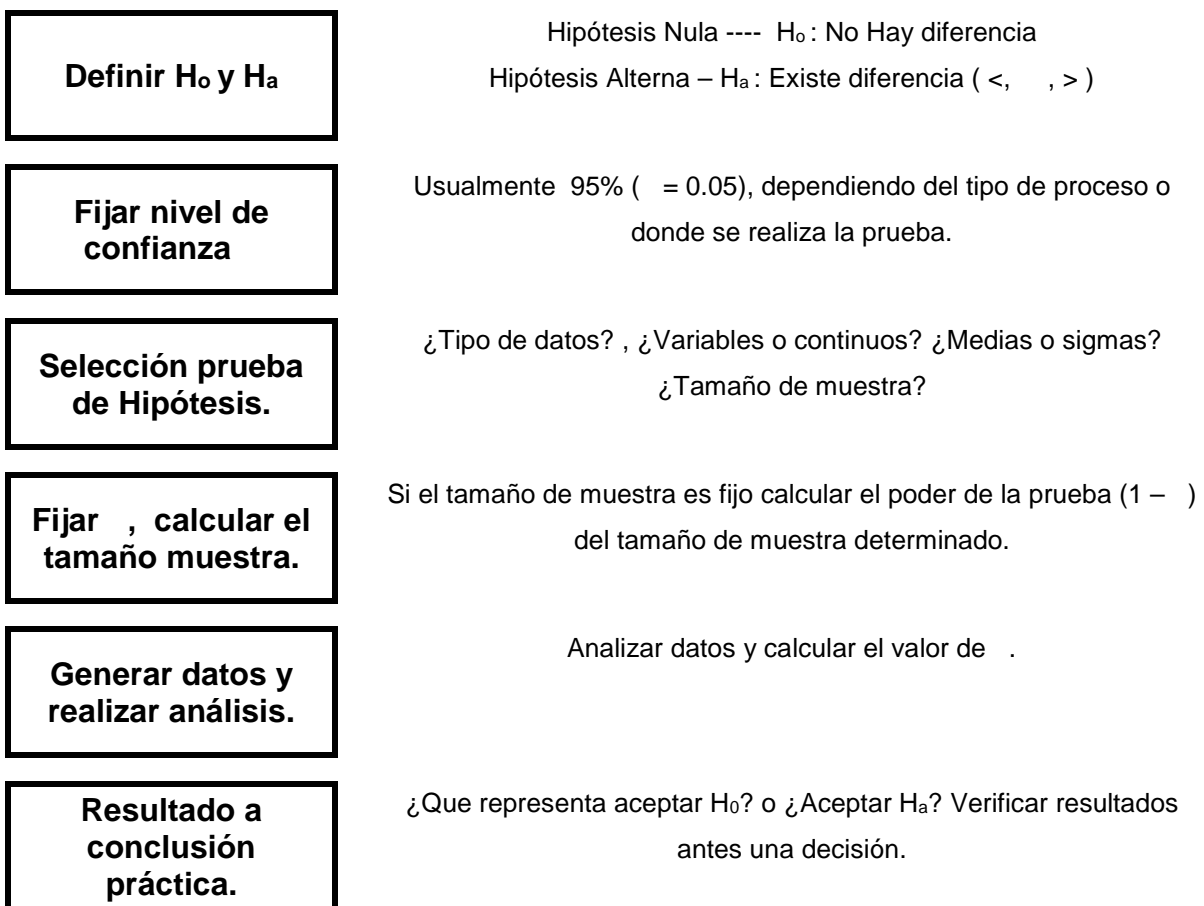 Definir Ho y Ha
Hipótesis Nula ---- Ho : No Hay diferencia
Hipótesis Alterna – Ha : Existe diferencia ( <, , > )
Fijar nivel de
confianza
Usualmente 95% ( = 0.05), dependiendo del tipo de proceso o
donde se realiza la prueba.
Selección prueba
de Hipótesis.
¿Tipo de datos? , ¿Variables o continuos? ¿Medias o sigmas?
¿Tamaño de muestra?
Fijar , calcular el
tamaño muestra.
Si el tamaño de muestra es fijo calcular el poder de la prueba (1 – )
del tamaño de muestra determinado.
Generar datos y
realizar análisis.
Analizar datos y calcular el valor de .
Resultado a
conclusión
práctica.
¿Que representa aceptar H0? o ¿Aceptar Ha? Verificar resultados
antes una decisión.